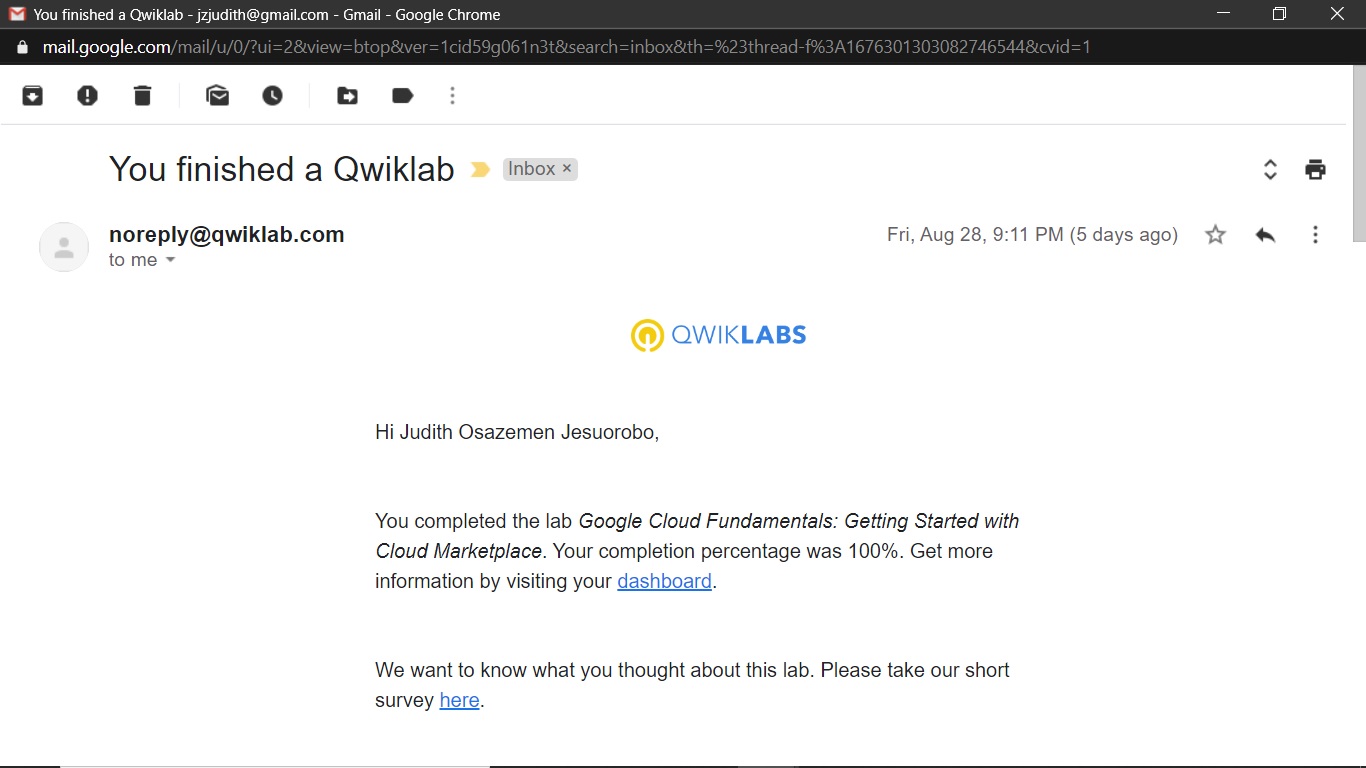 You finished a Qwiklab - jzjudith@gmail.com - Gmail - Google Chrome
mail.google.com/mail/u/0/?ui=2&view=btop&ver=1cid59g061n3t&search=inbox&th=%23thread-f%3A1676301303082746544&cvid=1
You finished a Qwiklab Inbox ×
noreply@qwiklab.com Fri, Aug 28, 9:11 PM (5 days ago)
to me
QWIKLABS
Hi Judith Osazemen Jesuorobo,
You completed the lab Google Cloud Fundamentals: Getting Started with
Cloud Marketplace. Your completion percentage was 100%. Get more
information by visiting your dashboard.
We want to know what you thought about this lab. Please take our short
survey here.